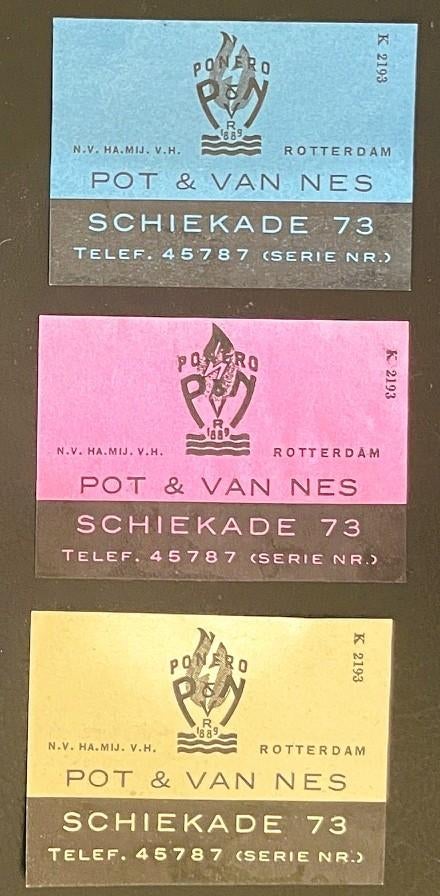 K 2193
PONERO
P&N
R
1889
N.V. HA.MIJ. V.H. ROTTERDAM
POT & VAN NES
SCHIEKADE 73
TELEF. 45787 (SERIE NR.)
K 2193
PONERO
P&N
R
1889
N.V. HA.MIJ. V.H. ROTTERDAM
POT & VAN NES
SCHIEKADE 73
TELEF. 45787 (SERIE NR.)
K 2193
PONERO
P&N
R
1889
N.V. HA.MIJ. V.H. ROTTERDAM
POT & VAN NES
SCHIEKADE 73
TELEF. 45787 (SERIE NR.)